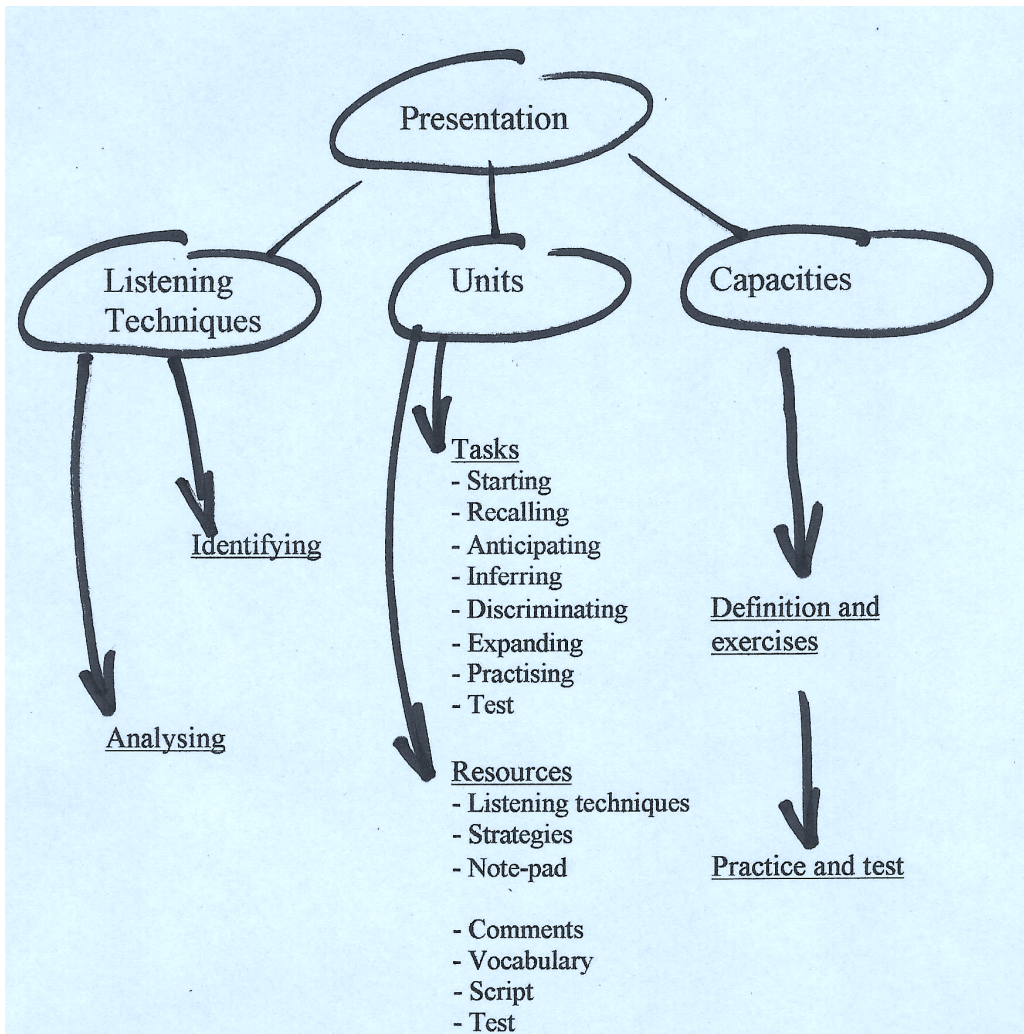 Presentation
Listening
Techniques
Units
Capacities
Identifying
Analysing
Tasks
- Starting
- Recalling
- Anticipating
- Inferring
- Discriminating
- Expanding
- Practising
- Test
Resources
- Listening techniques
- Strategies
- Note-pad
- Comments
- Vocabulary
- Script
- Test
Definition and
exercises
Practice and test